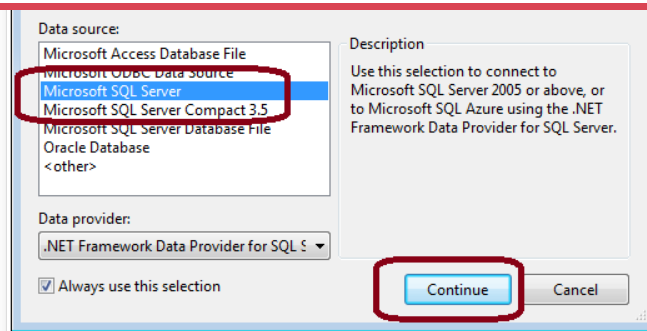 Data source:
Microsoft Access Database File
Microsoft ODBC Data Source
Microsoft SQL Server
Microsoft SQL Server Compact 3.5
Microsoft SQL Server Database File
Oracle Database
<other>
Description
Use this selection to connect to
Microsoft SQL Server 2005 or above, or
to Microsoft SQL Azure using the .NET
Framework Data Provider for SQL Server.
Data provider:
.NET Framework Data Provider for SQL S
Always use this selection
Continue
Cancel